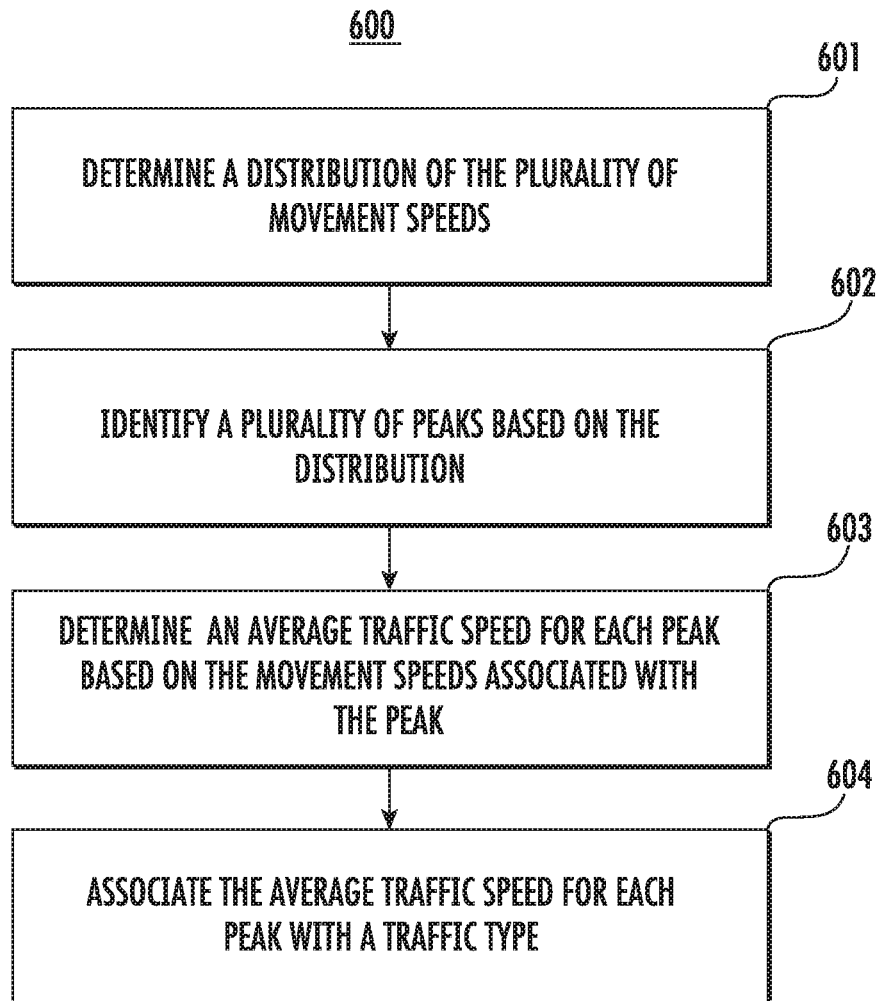 600
601
DETERMINE A DISTRIBUTION OF THE PLURALITY OF
MOVEMENT SPEEDS
602
IDENTIFY A PLURALITY OF PEAKS BASED ON THE
DISTRIBUTION
603
DETERMINE AN AVERAGE TRAFFIC SPEED FOR EACH PEAK
BASED ON THE MOVEMENT SPEEDS ASSOCIATED WITH
THE PEAK
604
ASSOCIATE THE AVERAGE TRAFFIC SPEED FOR EACH
PEAK WITH A TRAFFIC TYPE